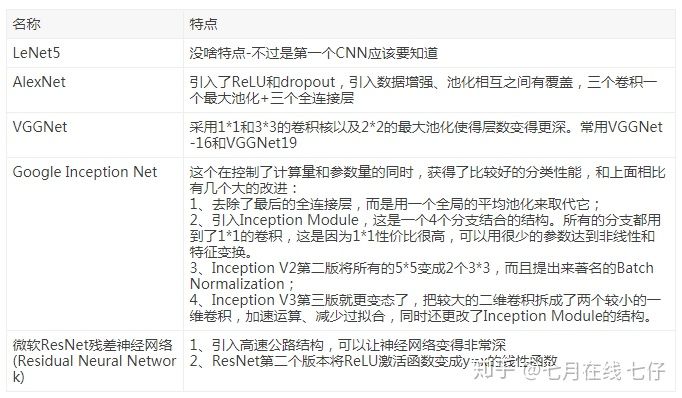 名称
特点
LeNet5
没啥特点-不过是第一个CNN应该要知道
AlexNet
引入了ReLU和dropout，引入数据增强、池化相互之间有覆盖，三个卷积一
个最大池化+三个全连接层
VGGNet
采用1*1和3*3的卷积核以及2*2的最大池化使得层数变得更深。常用VGGNet
-16和VGGNet19
Google Inception Net
这个在控制了计算量和参数量的同时，获得了比较好的分类性能，和上面相比
有几个大的改进：
1、去除了最后的全连接层，而是用一个全局的平均池化来取代它；
2、引入Inception Module，这是一个4个分支结合的结构。所有的分支都用
到了1*1的卷积，这是因为1*1性价比很高，可以用很少的参数达到非线性和
特征变换。
3、Inception V2第二版将所有的5*5变成2个3*3，而且提出来著名的Batch
Normalization；
4、Inception V3第三版就更变态了，把较大的二维卷积拆成了两个较小的一
维卷积，加速运算、减少过拟合，同时还更改了Inception Module的结构。
微软ResNet残差神经网络
(Residual Neural Networ
k)
1、引入高速公路结构，可以让神经网络变得非常深
2、ResNet第二个版本将ReLU激活函数变成y=x的线性函数
知乎 @七月在线 七仔